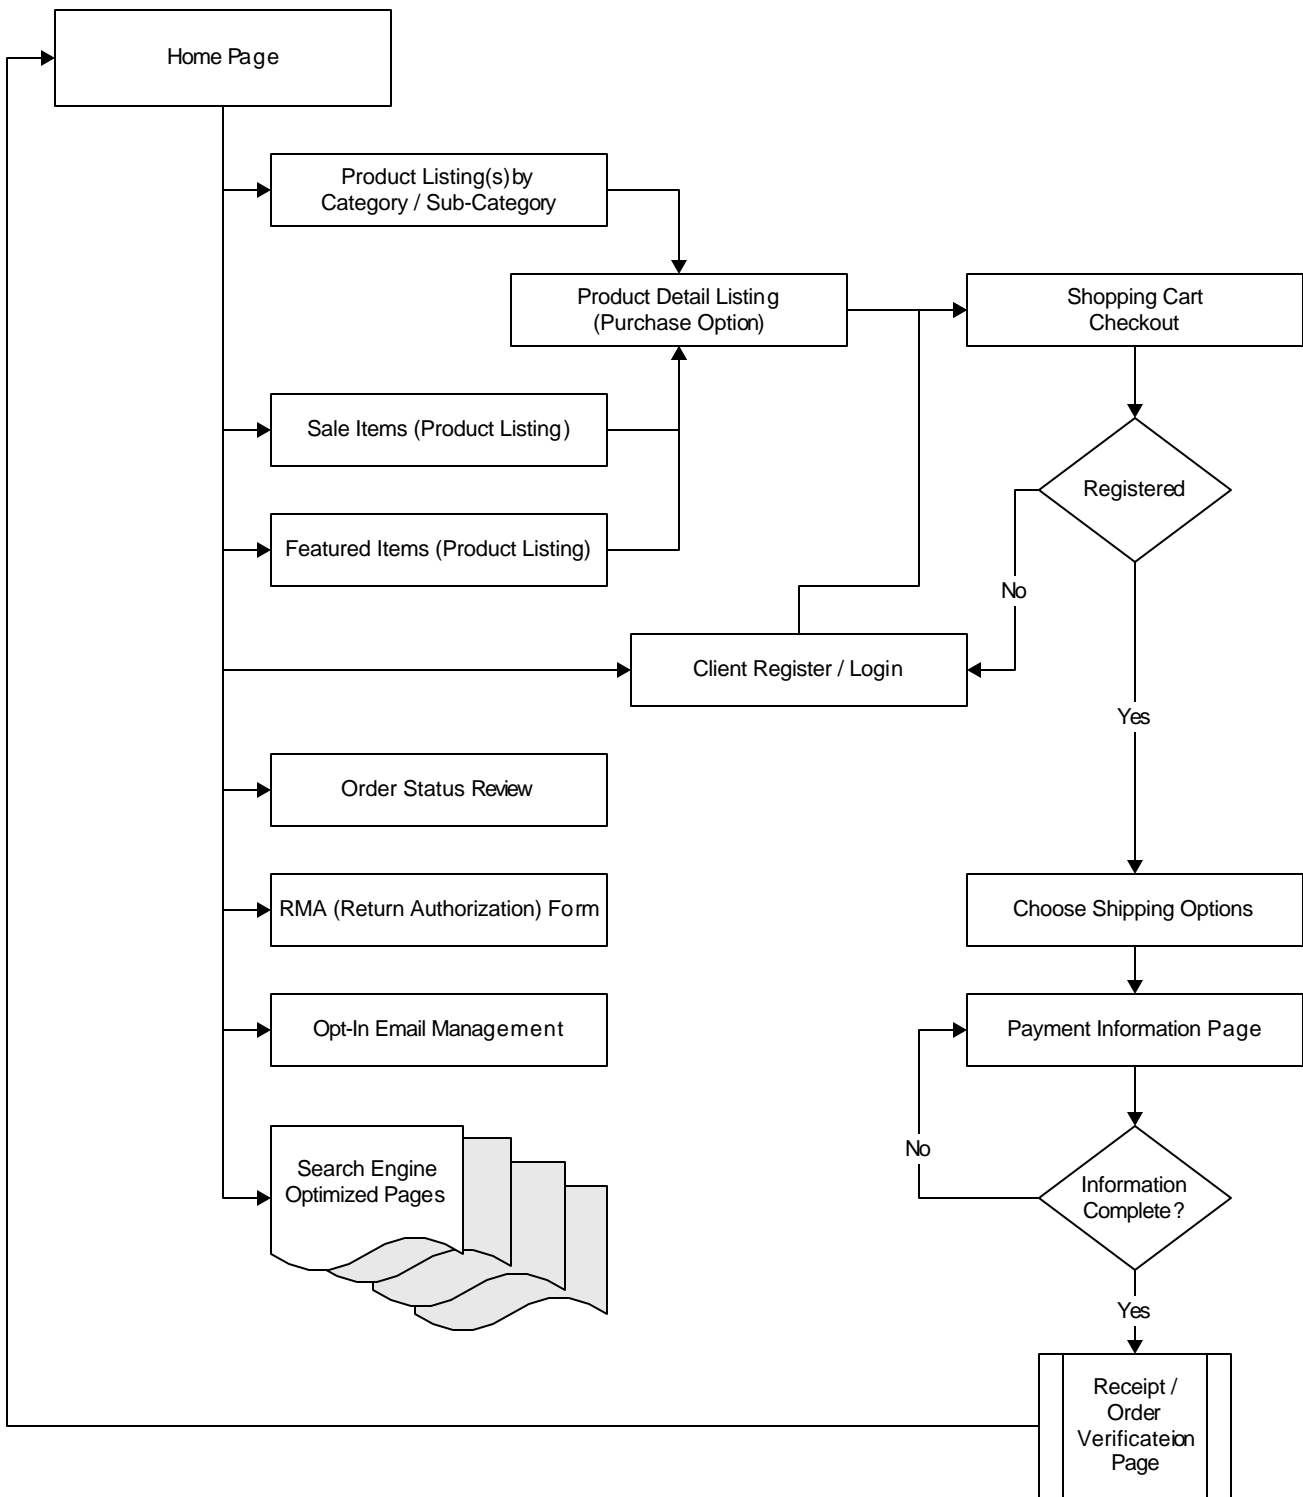 Home Page
Product Listing(s) by
Category / Sub-Category
Product Detail Listing
(Purchase Option)
Shopping Cart
Checkout
Sale Items (Product Listing)
Registered
Featured Items (Product Listing)
No
Client Register / Login
Yes
Order Status Review
RMA (Return Authorization) Form
Choose Shipping Options
Opt-In Email Management
Payment Information Page
No
Search Engine
Optimized Pages
Information
Complete?
Yes
Receipt /
Order
Verificateion
Page